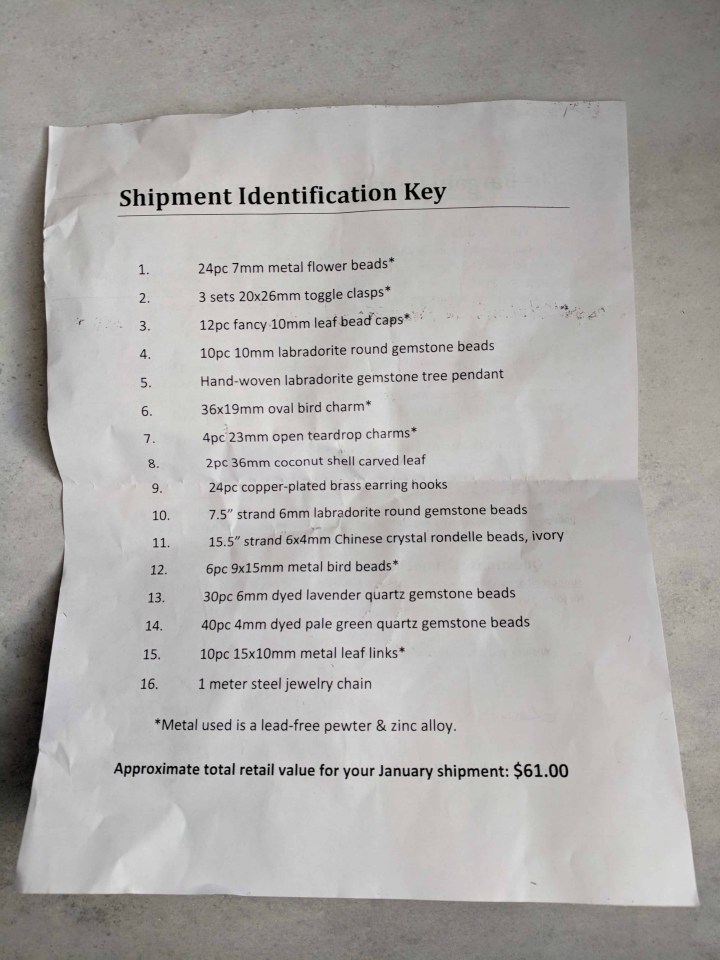 Shipment Identification Key
1. 24pc 7mm metal flower beads*
2. 3 sets 20x26mm toggle clasps*
3. 12pc fancy 10mm leaf bead caps*
4. 10pc 10mm labradorite round gemstone beads
5. Hand-woven labradorite gemstone tree pendant
6. 36x19mm oval bird charm*
7. 4pc 23mm open teardrop charms*
8. 2pc 36mm coconut shell carved leaf
9. 24pc copper-plated brass earring hooks
10. 7.5” strand 6mm labradorite round gemstone beads
11. 15.5” strand 6x4mm Chinese crystal rondelle beads, ivory
12. 6pc 9x15mm metal bird beads*
13. 30pc 6mm dyed lavender quartz gemstone beads
14. 40pc 4mm dyed pale green quartz gemstone beads
15. 10pc 15x10mm metal leaf links*
16. 1 meter steel jewelry chain
*Metal used is a lead-free pewter & zinc alloy.
Approximate total retail value for your January shipment: $61.00